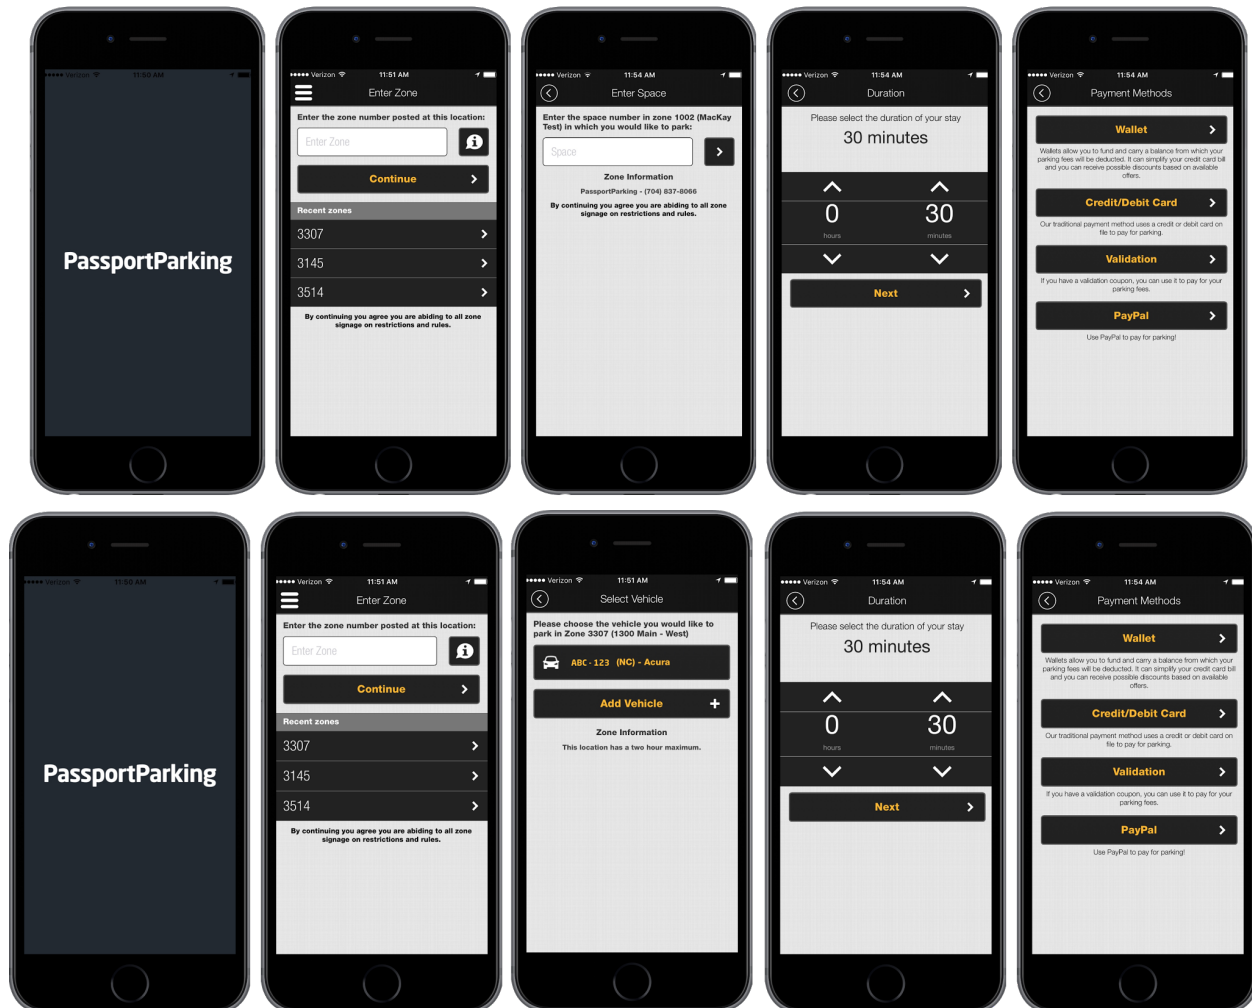 Verizon 11:50 AM
PassportParking
Verizon 11:51 AM
Enter Zone
Enter the zone number posted at this location:
Enter Zone
Continue
Recent zones
3307
3145
3514
By continuing you agree you are abiding to all zone
signage on restrictions and rules.
Verizon 11:54 AM
Enter Space
Enter the space number in zone 1002 (MacKay
Test) in which you would like to park:
Space
Zone Information
PassportParking - (704) 837-8066
By continuing you agree you are abiding to all zone
signage on restrictions and rules.
Verizon 11:54 AM
Duration
Please select the duration of your stay
30 minutes
0 30
hours minutes
Next
Verizon 11:54 AM
Payment Methods
Wallet
Wallets allow you to fund and carry a balance from which your
parking fees will be deducted. It can simplify your credit card bill
and you can receive possible discounts based on available
offers.
Credit/Debit Card
Our traditional payment method uses a credit or debit card on
file to pay for parking.
Validation
If you have a validation coupon, you can use it to pay for your
parking fees.
PayPal
Use PayPal to pay for parking!
Verizon 11:50 AM
PassportParking
Verizon 11:51 AM
Enter Zone
Enter the zone number posted at this location:
Enter Zone
Continue
Recent zones
3307
3145
3514
By continuing you agree you are abiding to all zone
signage on restrictions and rules.
Verizon 11:51 AM
Select Vehicle
Please choose the vehicle you would like to
park in Zone 3307 (1300 Main - West)
ABC-123 (NC) - Acura
Add Vehicle
Zone Information
This location has a two hour maximum.
Verizon 11:54 AM
Duration
Please select the duration of your stay
30 minutes
0 30
hours minutes
Next
Verizon 11:54 AM
Payment Methods
Wallet
Wallets allow you to fund and carry a balance from which your
parking fees will be deducted. It can simplify your credit card bill
and you can receive possible discounts based on available
offers.
Credit/Debit Card
Our traditional payment method uses a credit or debit card on
file to pay for parking.
Validation
If you have a validation coupon, you can use it to pay for your
parking fees.
PayPal
Use PayPal to pay for parking!